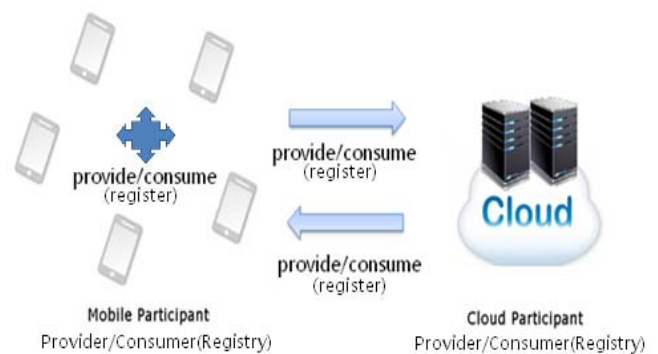 provide/consume
(register)
provide/consume
(register)
provide/consume
(register)
Cloud
Mobile Participant
Provider/Consumer(Registry)
Cloud Participant
Provider/Consumer(Registry)